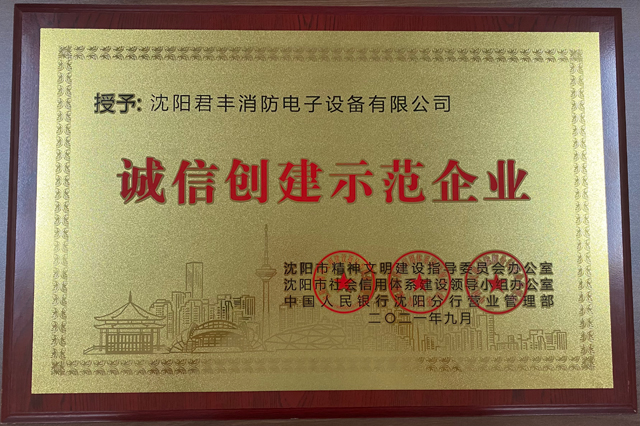 授予: 沈阳君丰消防电子设备有限公司
诚信创建示范企业
沈阳市精神文明建设指导委员会办公室
沈阳市社会信用体系建设领导小组办公室
中国人民银行沈阳分行营业管理部
二〇二一年九月